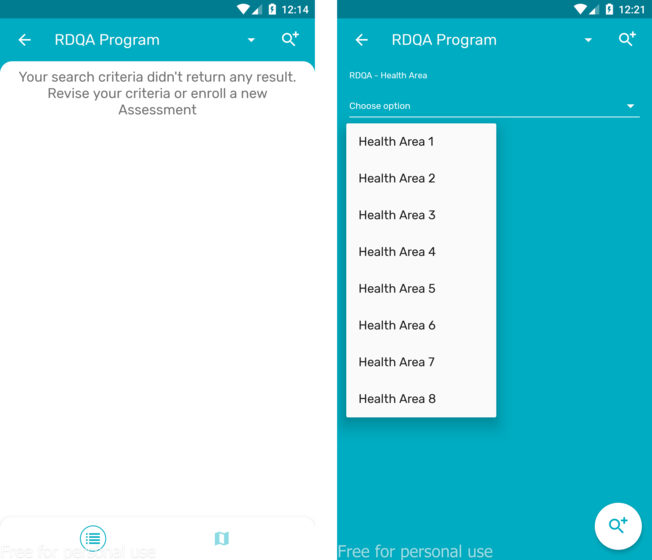 12:14
RDQA Program
Your search criteria didn't return any result.
Revise your criteria or enroll a new
Assessment
Free for personal use
12:21
RDQA Program
RDQA - Health Area
Choose option
Health Area 1
Health Area 2
Health Area 3
Health Area 4
Health Area 5
Health Area 6
Health Area 7
Health Area 8
Free for personal use